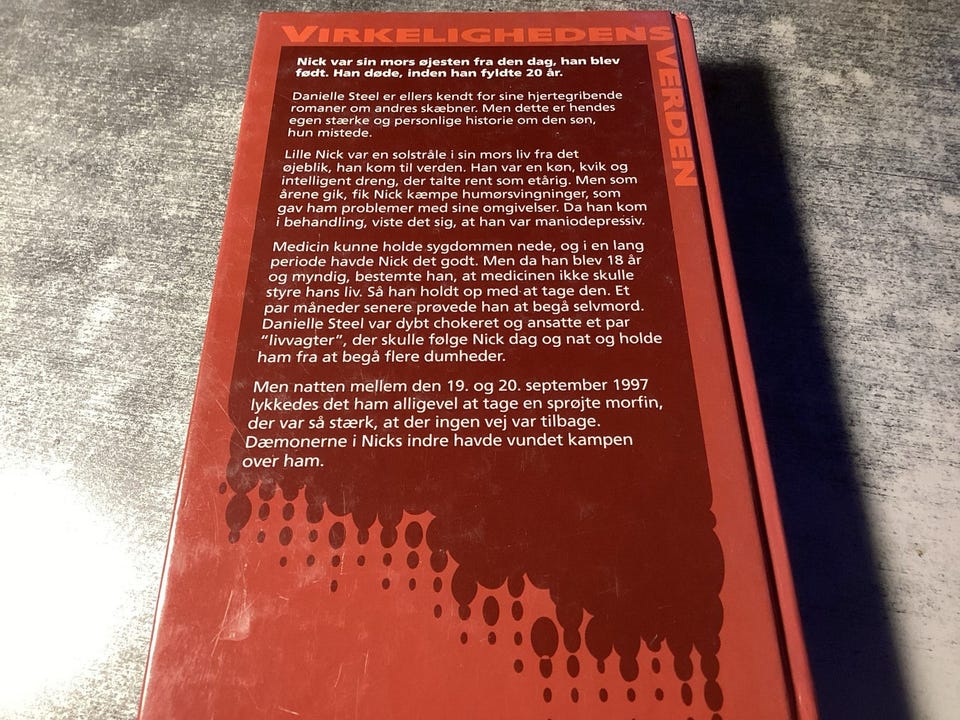 VIRKELIGHEDENS
VERDEN
Nick var sin mors øjesten fra den dag, han blev
født. Han døde, inden han fyldte 20 år.
Danielle Steel er ellers kendt for sine hjertegribende
romaner om andres skæbner. Men dette er hendes
egen stærke og personlige historie om den søn,
hun mistede.
Lille Nick var en solstråle i sin mors liv fra det
øjeblik, han kom til verden. Han var en køn, kvik og
intelligent dreng, der talte rent som etårig. Men som
årene gik, fik Nick kæmpe humørsvingninger, som
gav ham problemer med sine omgivelser. Da han kom
i behandling, viste det sig, at han var maniodepressiv.
Medicin kunne holde sygdommen nede, og i en lang
periode havde Nick det godt. Men da han blev 18 år
og myndig, bestemte han, at medicinen ikke skulle
styre hans liv. Så han holdt op med at tage den. Et
par måneder senere prøvede han at begå selvmord.
Danielle Steel var dybt chokeret og ansatte et par
"livvagter", der skulle følge Nick dag og nat og holde
ham fra at begå flere dumheder.
Men natten mellem den 19. og 20. september 1997
lykkedes det ham alligevel at tage en sprøjte morfin,
der var så stærk, at der ingen vej var tilbage.
Dæmonerne i Nicks indre havde vundet kampen
over ham.